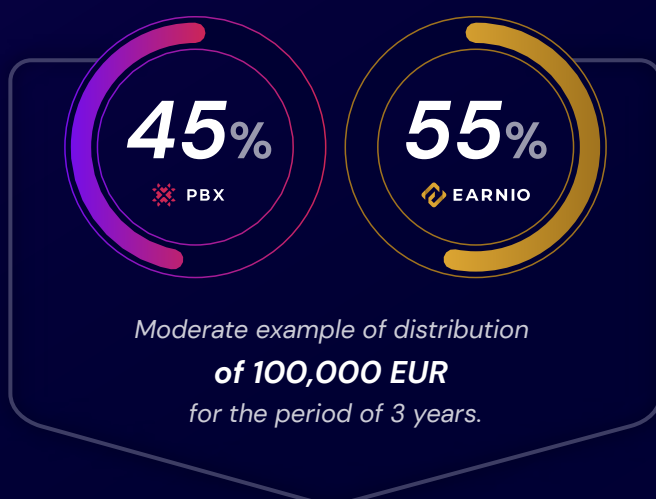 45%
PBX
55%
EARNIO
Moderate example of distribution
of 100,000 EUR
for the period of 3 years.